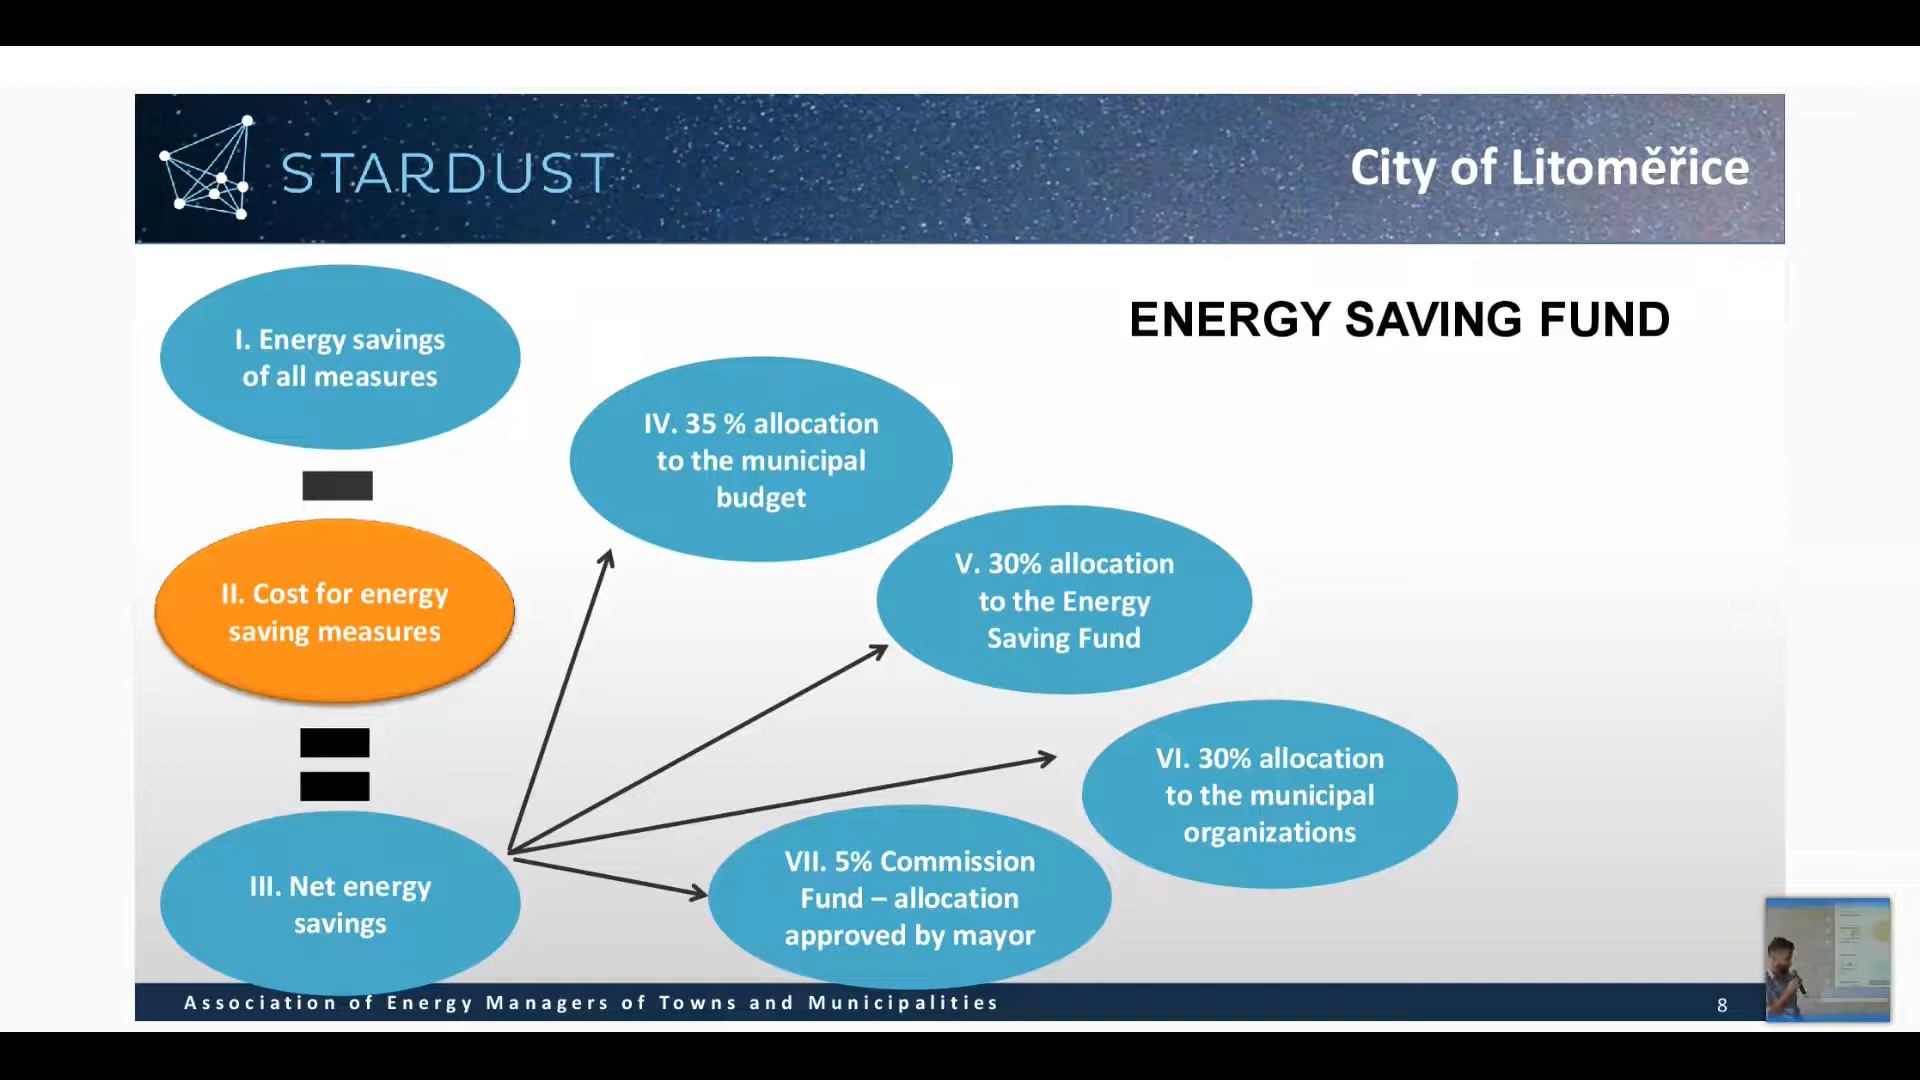 STARDUST
City of Litoměřice
ENERGY SAVING FUND
I. Energy savings
of all measures
II. Cost for energy
saving measures
III. Net energy
savings
IV. 35 % allocation
to the municipal
budget
V. 30% allocation
to the Energy
Saving Fund
VI. 30% allocation
to the municipal
organizations
VII. 5% Commission
Fund – allocation
approved by mayor
Association of Energy Managers of Towns and Municipalities
8